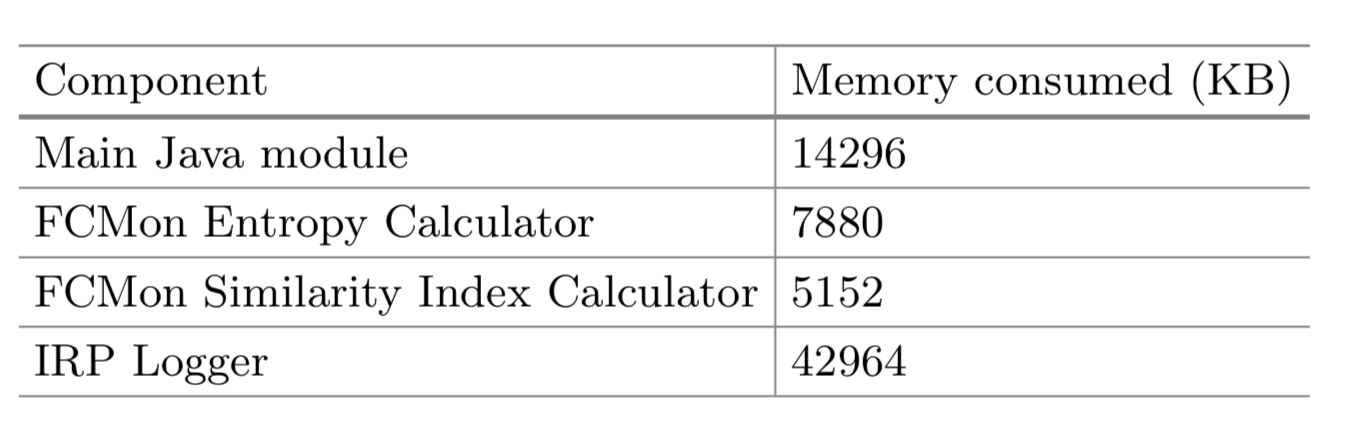 Component Memory consumed (KB)
Main Java module 14296
FCMon Entropy Calculator 7880
FCMon Similarity Index Calculator 5152
IRP Logger 42964